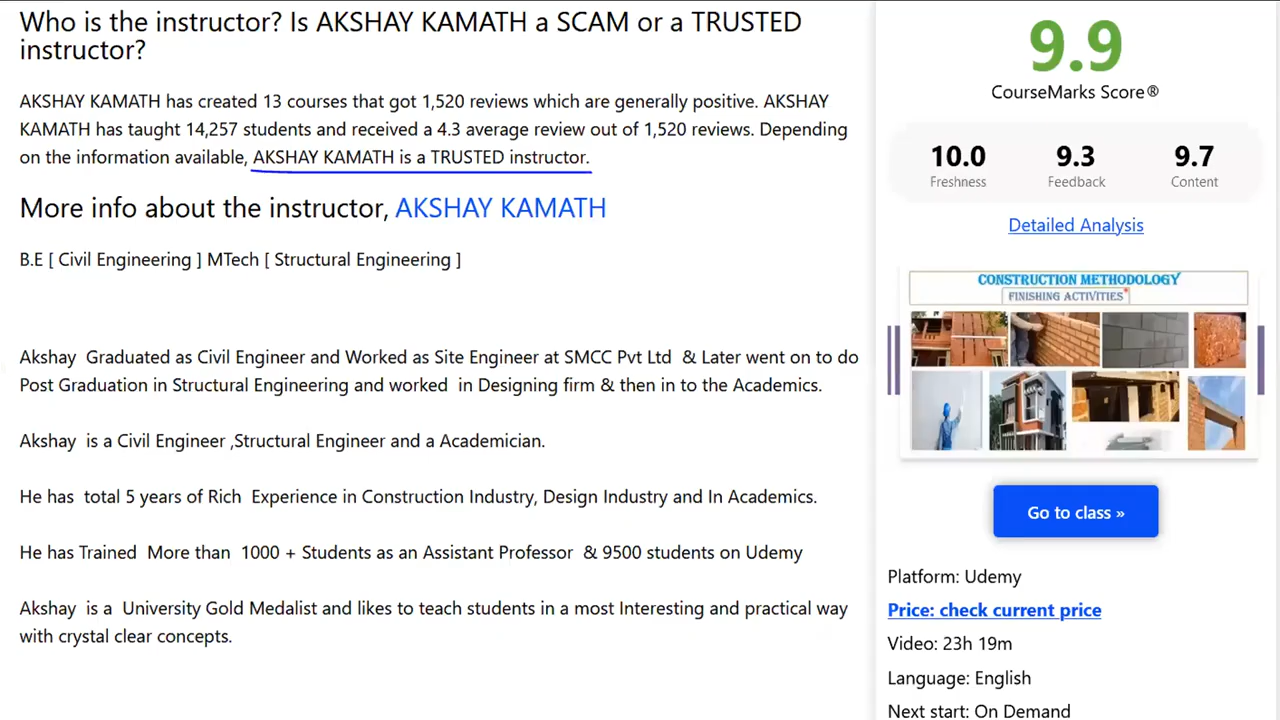 Who is the instructor? Is AKSHAY KAMATH a SCAM or a TRUSTED
instructor?
AKSHAY KAMATH has created 13 courses that got 1,520 reviews which are generally positive. AKSHAY
KAMATH has taught 14,257 students and received a 4.3 average review out of 1,520 reviews. Depending
on the information available, AKSHAY KAMATH is a TRUSTED instructor.
More info about the instructor, AKSHAY KAMATH
B.E [ Civil Engineering ] MTech [ Structural Engineering ]
Akshay Graduated as Civil Engineer and Worked as Site Engineer at SMCC Pvt Ltd & Later went on to do
Post Graduation in Structural Engineering and worked in Designing firm & then in to the Academics.
Akshay is a Civil Engineer ,Structural Engineer and a Academician.
He has total 5 years of Rich Experience in Construction Industry, Design Industry and In Academics.
He has Trained More than 1000 + Students as an Assistant Professor & 9500 students on Udemy
Akshay is a University Gold Medalist and likes to teach students in a most Interesting and practical way
with crystal clear concepts.
9.9
CourseMarks Score®
10.0 9.3 9.7
Freshness Feedback Content
Detailed Analysis
CONSTRUCTION METHODOLOGY
FINISHING ACTIVITIES
Go to class »
Platform: Udemy
Price: check current price
Video: 23h 19m
Language: English
Next start: On Demand